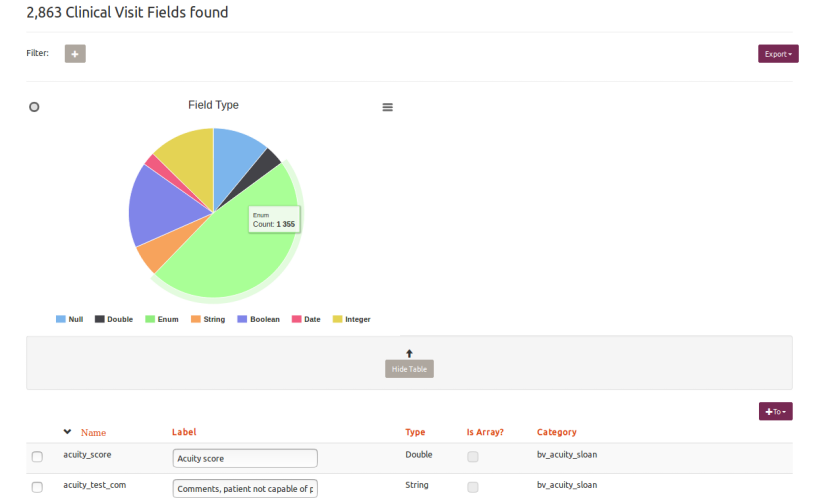 2,863 Clinical Visit Fields found
Filter:
Export
Field Type
Enum
Count: 1 355
Null Double Enum String Boolean Date Integer
Hide Table
To
Name Label Type Is Array? Category
acuity_score Acuity score Double bv_acuity_sloan
acuity_test_com Comments, patient not capable of p String bv_acuity_sloan